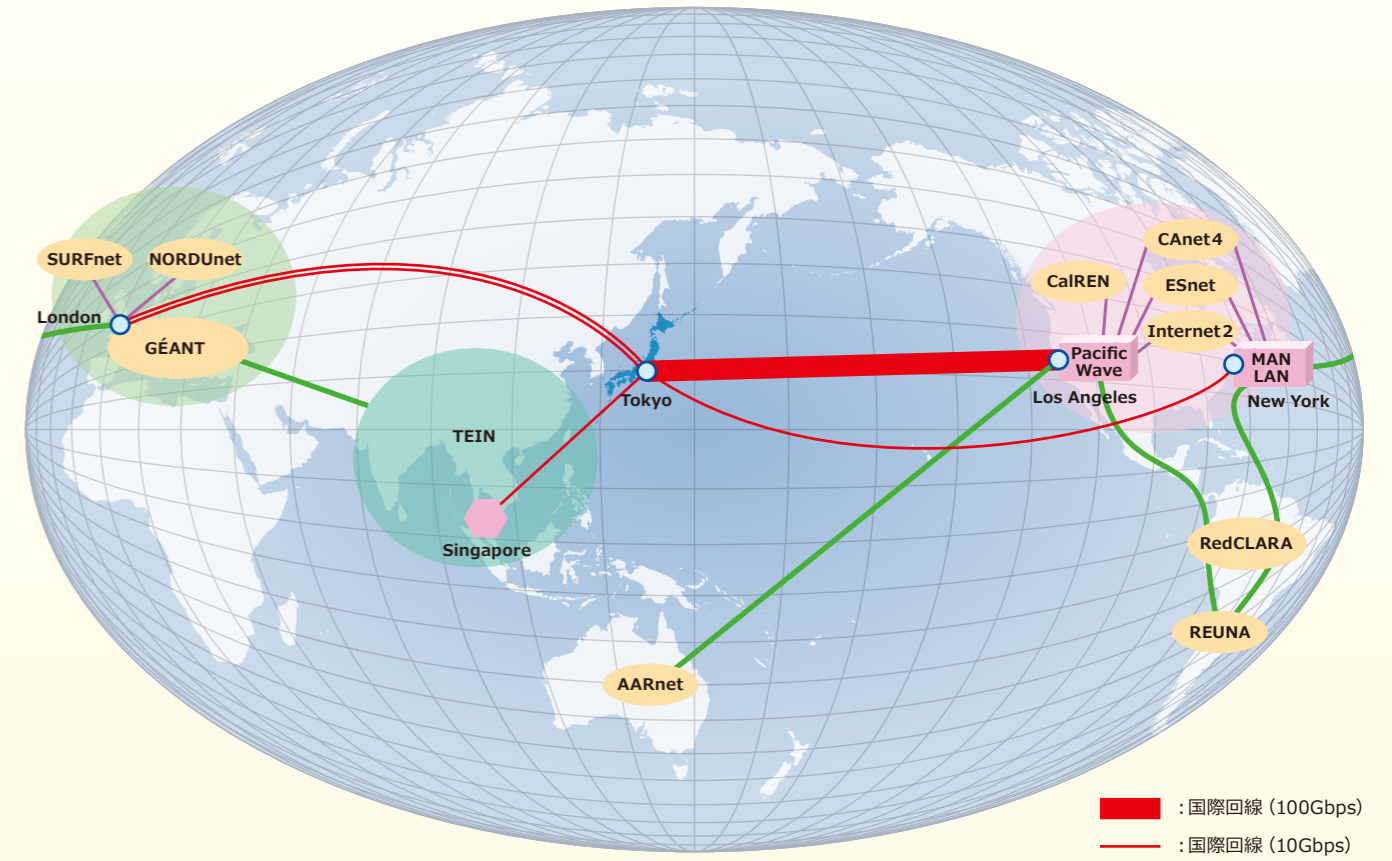 SURFnet
NORDUnet
London
GÉANT
TEIN
Singapore
Tokyo
AARnet
CalREN
CAnet4
ESnet
Internet2
Pacific
Wave
Los Angeles
MAN
LAN
New York
RedCLARA
REUNA
:国際回線（100Gbps）
:国際回線（10Gbps）